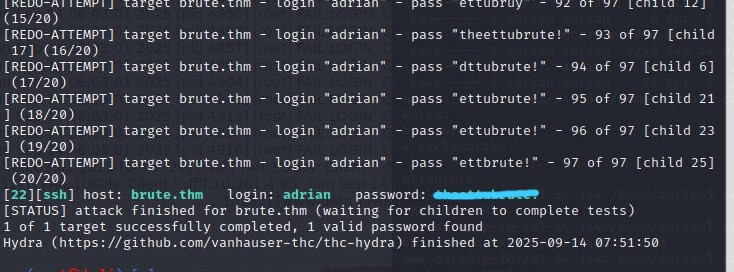 [REDO-ATTEMPT] target brute.thm - login "adrian" - pass "ettubruy" - 92 of 97 [child 12]
(15/20)
[REDO-ATTEMPT] target brute.thm - login "adrian" - pass "theettubrute!" - 93 of 97 [child
17] (16/20)
[REDO-ATTEMPT] target brute.thm - login "adrian" - pass "dttubrute!" - 94 of 97 [child 6]
(17/20)
[REDO-ATTEMPT] target brute.thm - login "adrian" - pass "ettubrute!" - 95 of 97 [child 21
] (18/20)
[REDO-ATTEMPT] target brute.thm - login "adrian" - pass "ettubrute!" - 96 of 97 [child 23
] (19/20)
[REDO-ATTEMPT] target brute.thm - login "adrian" - pass "ettbrute!" - 97 of 97 [child 25]
(20/20)
[22][ssh] host: brute.thm login: adrian password:
[STATUS] attack finished for brute.thm (waiting for children to complete tests)
1 of 1 target successfully completed, 1 valid password found
Hydra (https://github.com/vanhauser-thc/thc-hydra) finished at 2025-09-14 07:51:50